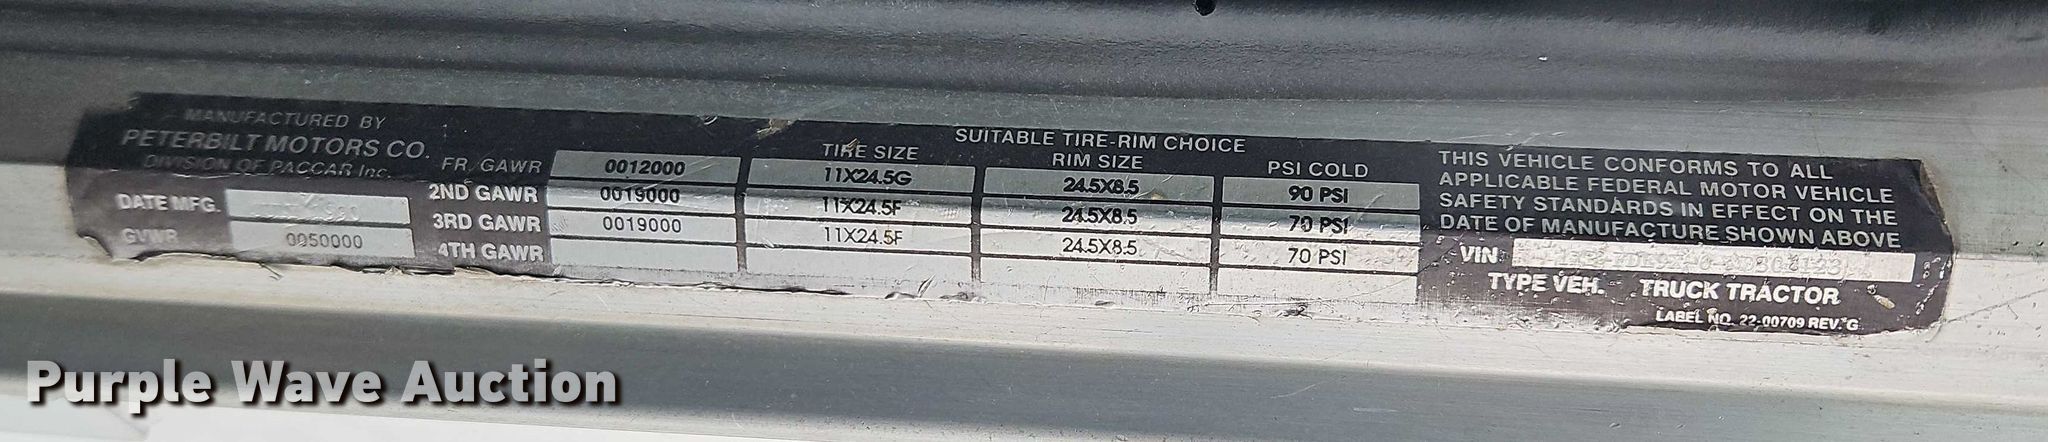 MANUFACTURED BY
PETERBILT MOTORS CO.
DIVISION OF PACCAR Inc.
DATE MFG.
GVWR 0050000
SUITABLE TIRE-RIM CHOICE
TIRE SIZE RIM SIZE PSI COLD
FR. GAWR 0012000 11X24.5G 24.5X8.5 90 PSI
2ND GAWR 0019000 11X24.5F 24.5X8.5 70 PSI
3RD GAWR 0019000 11X24.5F 24.5X8.5 70 PSI
4TH GAWR
THIS VEHICLE CONFORMS TO ALL
APPLICABLE FEDERAL MOTOR VEHICLE
SAFETY STANDARDS IN EFFECT ON THE
DATE OF MANUFACTURE SHOWN ABOVE
VIN
TYPE VEH. TRUCK TRACTOR
LABEL NO. 22-00709 REV. G
Purple Wave Auction